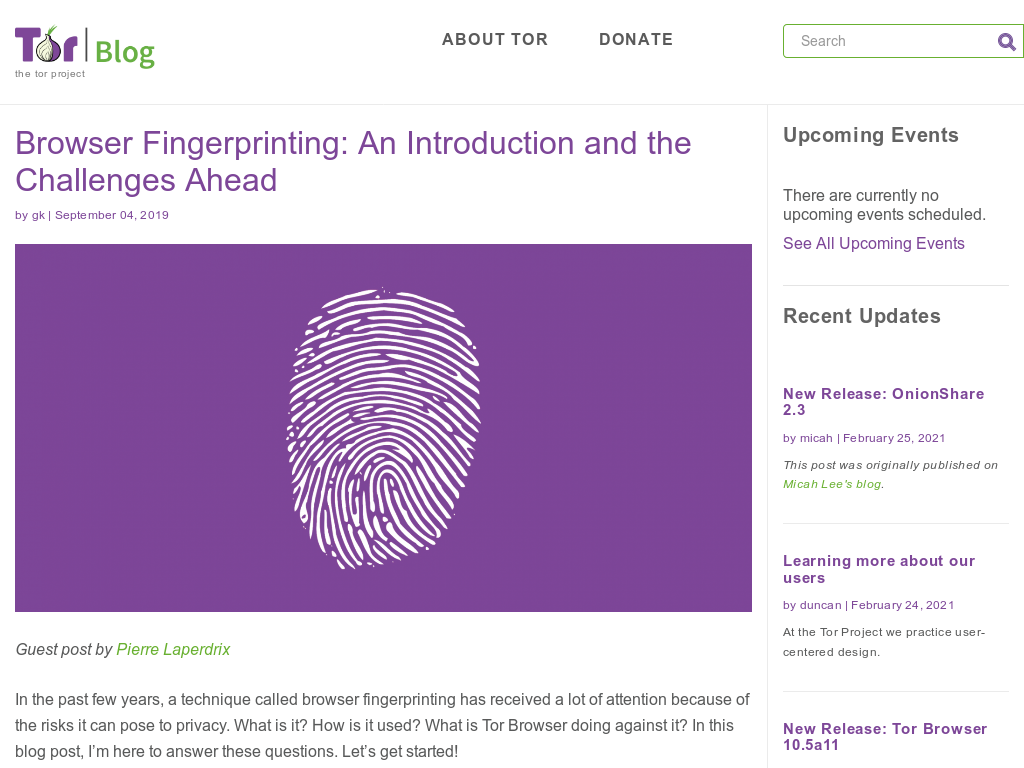 Tor Blog
the tor project
ABOUT TOR
DONATE
Search
Browser Fingerprinting: An Introduction and the
Challenges Ahead
by gk | September 04, 2019
Guest post by Pierre Laperdrix
In the past few years, a technique called browser fingerprinting has received a lot of attention because of
the risks it can pose to privacy. What is it? How is it used? What is Tor Browser doing against it? In this
blog post, I’m here to answer these questions. Let’s get started!
Upcoming Events
There are currently no
upcoming events scheduled.
See All Upcoming Events
Recent Updates
New Release: OnionShare
2.3
by micah | February 25, 2021
This post was originally published on
Micah Lee’s blog.
Learning more about our
users
by duncan | February 24, 2021
At the Tor Project we practice user-
centered design.
New Release: Tor Browser
10.5a11